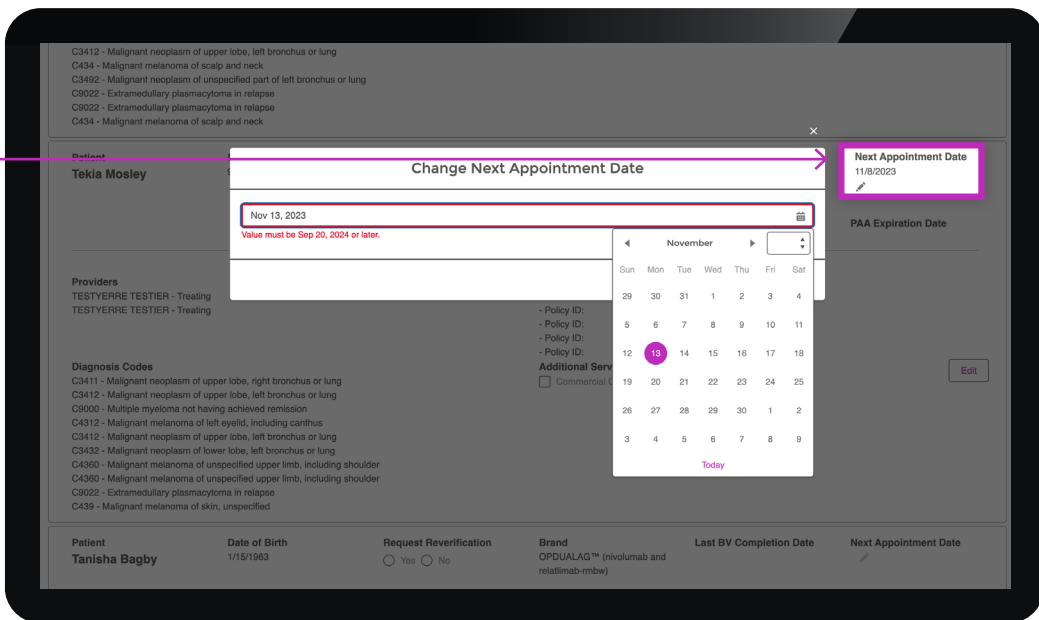 C3412 - Malignant neoplasm of upper lobe, left bronchus or lung
C434 - Malignant melanoma of scalp and neck
C3492 - Malignant neoplasm of unspecified part of left bronchus or lung
C9022 - Extramedullary plasmacytoma in relapse
C9022 - Extramedullary plasmacytoma in relapse
C434 - Malignant melanoma of scalp and neck
×
Patient
Tekia Mosley
Change Next Appointment Date
Next Appointment Date
11/8/2023
PAA Expiration Date
Nov 13, 2023
Value must be Sep 20, 2024 or later.
November
Sun Mon Tue Wed Thu Fri Sat
29 30 31 1 2 3 4
5 6 7 8 9 10 11
12 13 14 15 16 17 18
19 20 21 22 23 24 25
26 27 28 29 30 1 2
3 4 5 6 7 8 9
Today
Providers
TESTYERRE TESTIER - Treating
TESTYERRE TESTIER - Treating
- Policy ID:
- Policy ID:
- Policy ID:
- Policy ID:
Diagnosis Codes
C3411 - Malignant neoplasm of upper lobe, right bronchus or lung
C3412 - Malignant neoplasm of upper lobe, left bronchus or lung
C9000 - Multiple myeloma not having achieved remission
C4312 - Malignant melanoma of left eyelid, including canthus
C3412 - Malignant neoplasm of upper lobe, left bronchus or lung
C3432 - Malignant neoplasm of lower lobe, left bronchus or lung
C4360 - Malignant melanoma of unspecified upper limb, including shoulder
C4360 - Malignant melanoma of unspecified upper limb, including shoulder
C9022 - Extramedullary plasmacytoma in relapse
C439 - Malignant melanoma of skin, unspecified
Additional Serv
Commercial
Edit
Patient
Tanisha Bagby
Date of Birth
1/15/1963
Request Reverification
Yes No
Brand
OPDUALAG™ (nivolumab and
relatlimab-rmbw)
Last BV Completion Date
Next Appointment Date